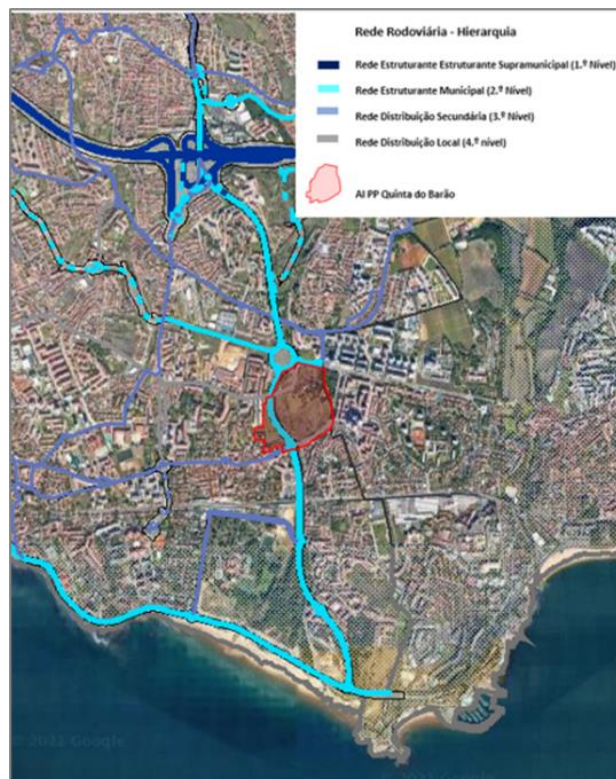 Rede Rodoviária - Hierarquia
Rede Estruturante Estruturante Supramunicipal (1.º Nível)
Rede Estruturante Municipal (2.º Nível)
Rede Distribuição Secundária (3.º Nível)
Rede Distribuição Local (4.º nível)
AI PP Quinta do Barão
© 2021 Google